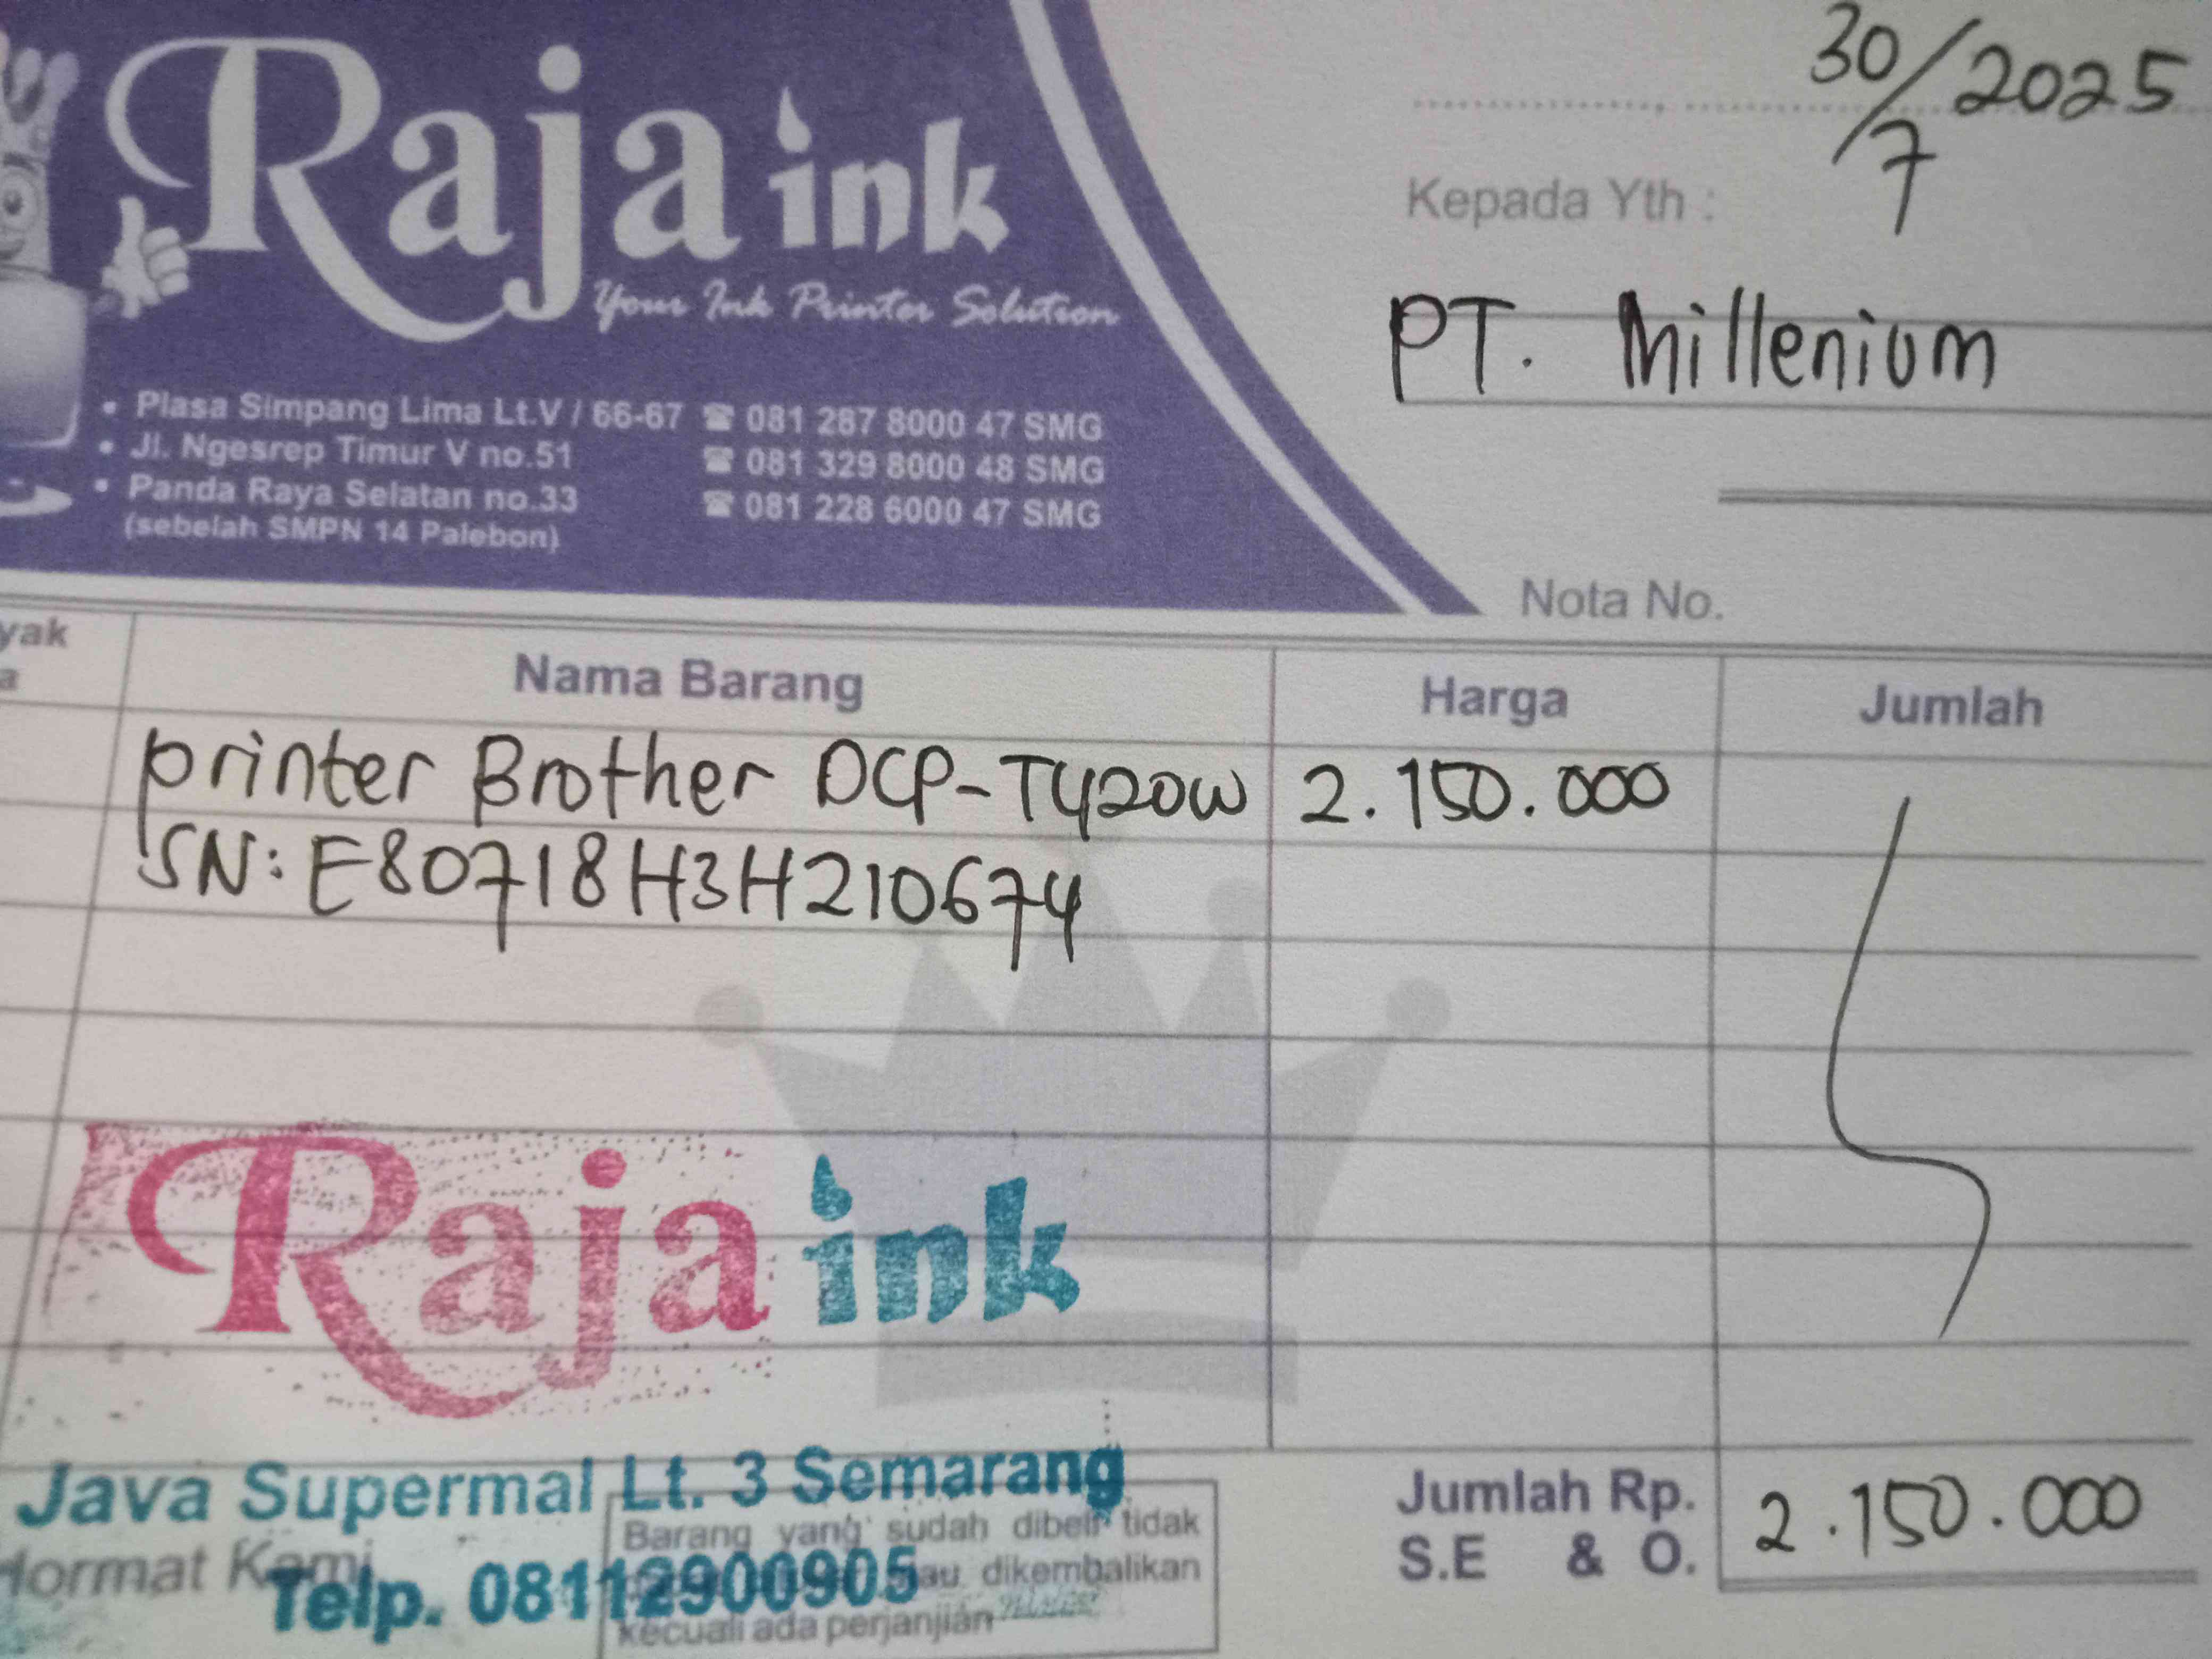 Raja ink
Your Ink Printer Solution
• Plasa Simpang Lima Lt.V / 66-67 ☎ 081 287 8000 47 SMG
• Jl. Ngesrep Timur V no.51 ☎ 081 329 8000 48 SMG
• Panda Raya Selatan no.33 ☎ 081 228 6000 47 SMG
(sebelah SMPN 14 Palebon)
30/7/2025
Kepada Yth :
PT. Millenium
Nota No.
yak
a
Nama Barang Harga Jumlah
printer Brother DCP-T420W 2.150.000
SN: E80718H3H210674
Raja ink
Java Supermal Lt. 3 Semarang
Telp. 08112900905
Hormat Kami
Barang yang sudah dibeli tidak
dikembalikan
kecuali ada perjanjian
Jumlah Rp. 2.150.000
S.E & O.